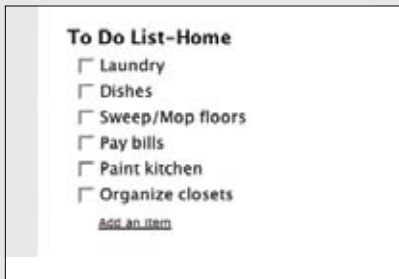 To Do List-Home
Laundry
Dishes
Sweep/Mop floors
Pay bills
Paint kitchen
Organize closets
Add an item